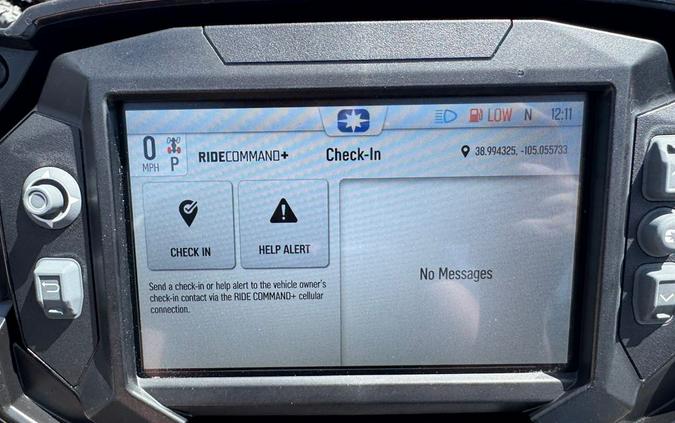 LOW N 12:11
0
MPH P
RIDECOMMAND+ Check-In 38.994325, -105.055733
CHECK IN
HELP ALERT
Send a check-in or help alert to the vehicle owner's
check-in contact via the RIDE COMMAND+ cellular
connection.
No Messages